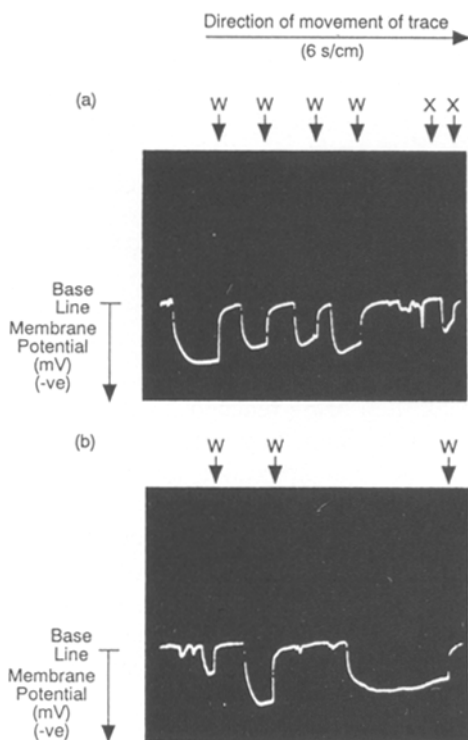 Direction of movement of trace
(6 s/cm)
(a)
W W W W X X
Base
Line
Membrane
Potential
(mV)
(-ve)
(b)
W W W
Base
Line
Membrane
Potential
(mV)
(-ve)